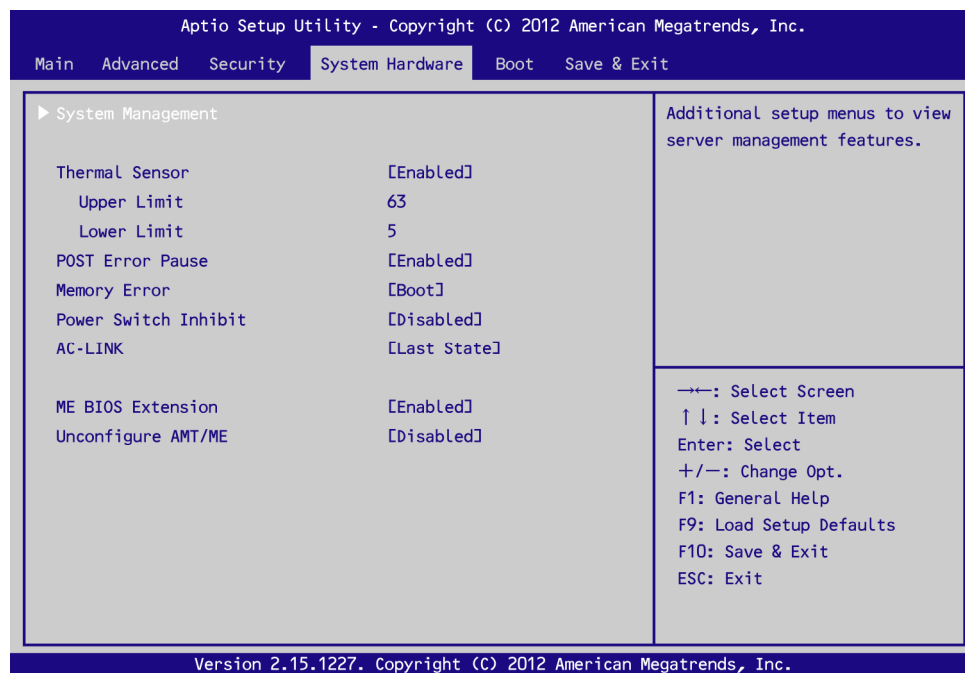 Aptio Setup Utility - Copyright (C) 2012 American Megatrends, Inc.
Main Advanced Security System Hardware Boot Save & Exit
▶ System Management
Thermal Sensor [Enabled]
Upper Limit 63
Lower Limit 5
POST Error Pause [Enabled]
Memory Error [Boot]
Power Switch Inhibit [Disabled]
AC-LINK [Last State]
ME BIOS Extension [Enabled]
Unconfigure AMT/ME [Disabled]
Additional setup menus to view
server management features.
→←: Select Screen
↑↓: Select Item
Enter: Select
+/−: Change Opt.
F1: General Help
F9: Load Setup Defaults
F10: Save & Exit
ESC: Exit
Version 2.15.1227. Copyright (C) 2012 American Megatrends, Inc.